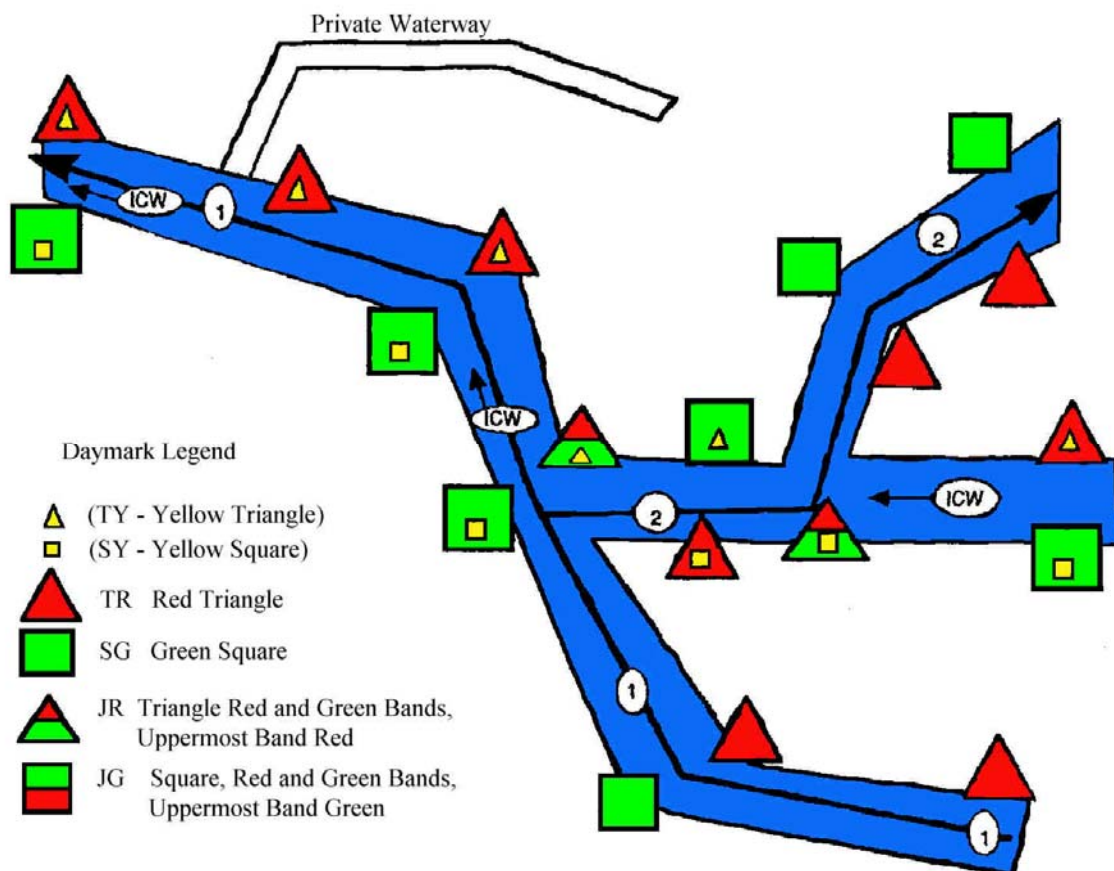 Private Waterway
ICW
1
2
ICW
2
ICW
1
1
Daymark Legend
(TY - Yellow Triangle)
(SY - Yellow Square)
TR Red Triangle
SG Green Square
JR Triangle Red and Green Bands,
Uppermost Band Red
JG Square, Red and Green Bands,
Uppermost Band Green